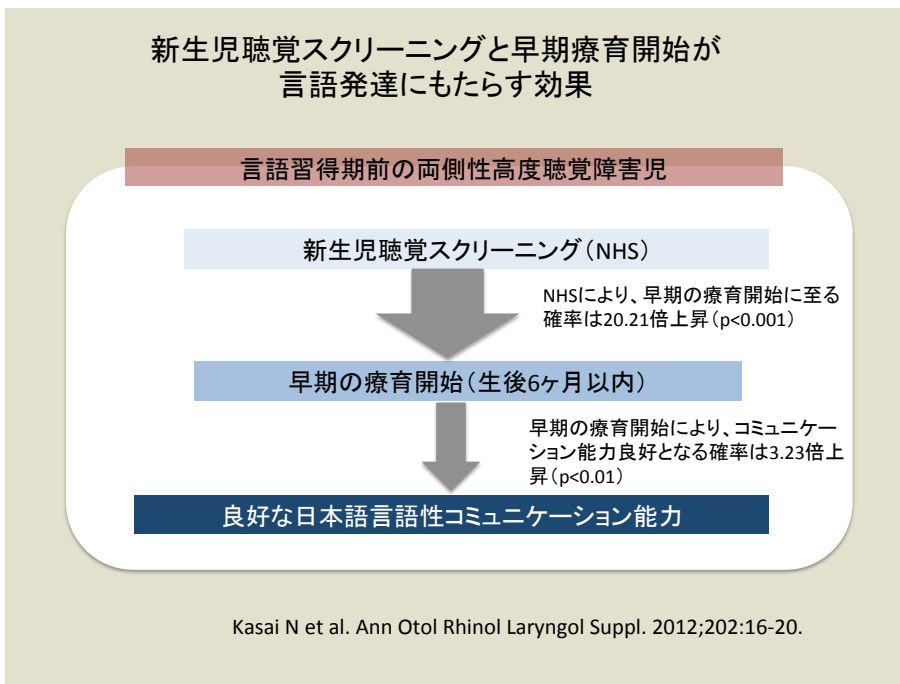 新生児聴覚スクリーニングと早期療育開始が
言語発達にもたらす効果
言語習得期前の両側性高度聴覚障害児
新生児聴覚スクリーニング(NHS)
NHSにより、早期の療育開始に至る
確率は20.21倍上昇(p<0.001)
早期の療育開始(生後6ヶ月以内)
早期の療育開始により、コミュニケー
ション能力良好となる確率は3.23倍上
昇(p<0.01)
良好な日本語言語性コミュニケーション能力
Kasai N et al. Ann Otol Rhinol Laryngol Suppl. 2012;202:16-20.